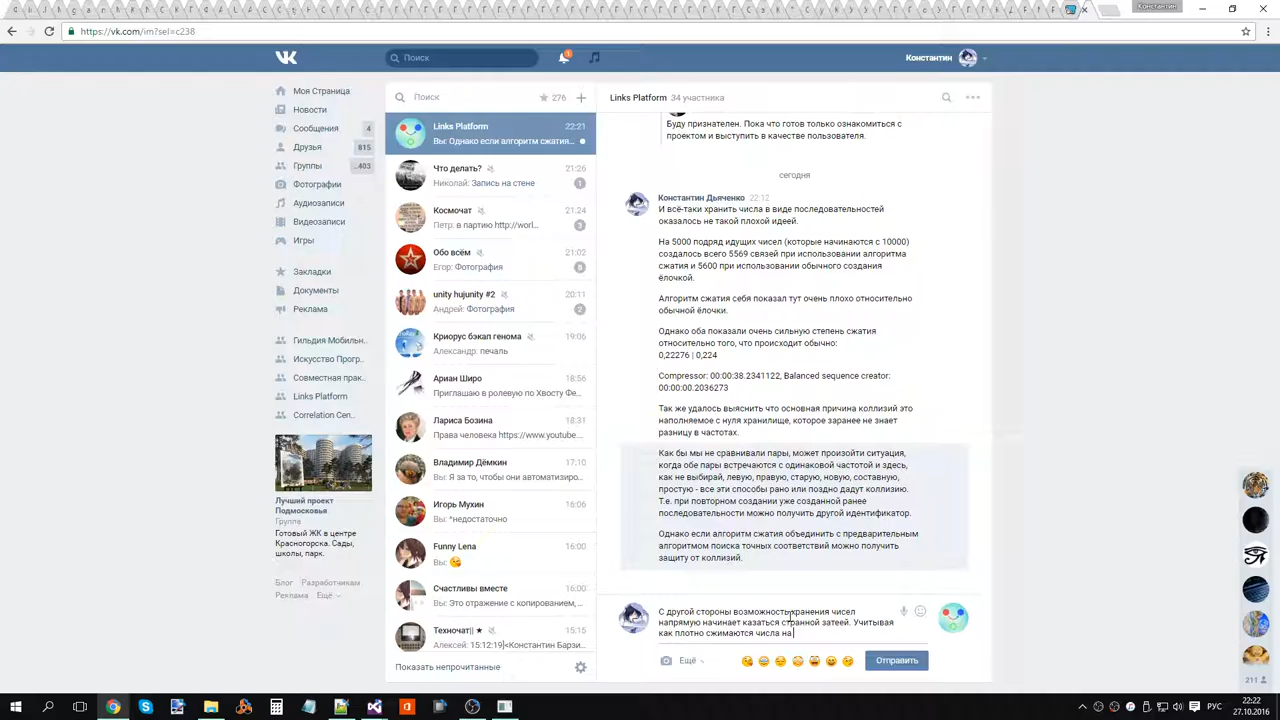 Константин
https://vk.com/im?sel=c238
Поиск
1
Константин
Моя Страница
Новости
Сообщения 4
Друзья 815
Группы ..403
Фотографии
Аудиозаписи
Видеозаписи
Игры
Закладки
Документы
Реклама
Гильдия Мобильн..
Искусство Прогр..
Совместная прак..
Links Platform
Correlation Cen..
Лучший проект
Подмосковья
Группа
Готовый ЖК в центре
Красногорска. Сады,
школы, парк.
Блог Разработчикам
Реклама Ещё
Поиск 276
Links Platform 22:21
Вы: Однако если алгоритм сжатия...
Что делать? 21:26
Николай: Запись на стене 1
Космочат 21:24
Петр: в партию http://worl... 3
Обо всём 21:02
Егор: Фотография 8
unity hujunity #2 20:11
Андрей: Фотография 2
Криорус бэкап генома 19:06
Александр: печаль
Ариан Широ 18:56
Приглашаю в ролевую по Хвосту Фе...
Лариса Бозина 18:31
Права человека https://www.youtube...
Владимир Дёмкин 17:10
Вы: Я за то, чтобы они автоматизиро...
Игорь Мухин 16:06
Вы: *недостаточно
Funny Lena 16:00
Вы:
Счастливы вместе 16:00
Вы: Это отражение с копированием, ...
Техночат|| ★ 15:15
Алексей: 15:12:19]<Константин Барзи...
Показать непрочитанные
Links Platform 34 участника
Буду признателен. Пока что готов только ознакомиться с
проектом и выступить в качестве пользователя.
сегодня
Константин Дьяченко 22:12
И всё-таки хранить числа в виде последовательностей
оказалось не такой плохой идеей.
На 5000 подряд идущих чисел (которые начинаются с 10000)
создалось всего 5569 связей при использовании алгоритма
сжатия и 5600 при использовании обычного создания
ёлочкой.
Алгоритм сжатия себя показал тут очень плохо относительно
обычной ёлочки.
Однако оба показали очень сильную степень сжатия
относительно того, что происходит обычно:
0,22276 | 0,224
Compressor: 00:00:38.2341122, Balanced sequence creator:
00:00:00.2036273
Так же удалось выяснить что основная причина коллизий это
наполняемое с нуля хранилище, которое заранее не знает
разницу в частотах.
Как бы мы не сравнивали пары, может произойти ситуация,
когда обе пары встречаются с одинаковой частотой и здесь,
как не выбирай, левую, правую, старую, новую, составную,
простую - все эти способы рано или поздно дадут коллизию.
Т.е. при повторном создании уже созданной ранее
последовательности можно получить другой идентификатор.
Однако если алгоритм сжатия объединить с предварительным
алгоритмом поиска точных соответствий можно получить
защиту от коллизий.
С другой стороны возможность хранения чисел
напрямую начинает казаться странной затеей. Учитывая
как плотно сжимаются числа на
Ещё
Отправить
211
РУС
22:22
27.10.2016